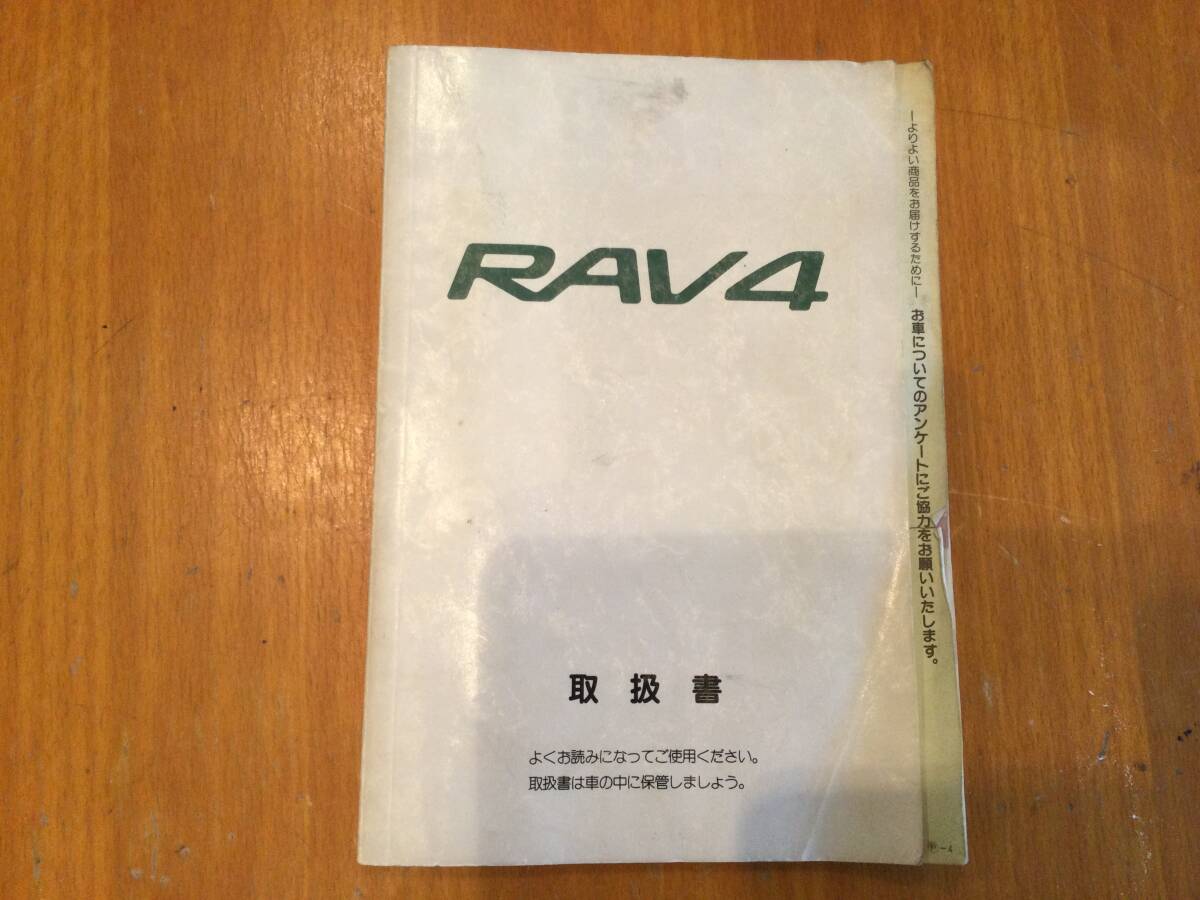 RAV4
取扱書
よくお読みになってご使用ください。
取扱書は車の中に保管しましょう。
―よりよい商品をお届けするために― お車についてのアンケートにご協力をお願いいたします。